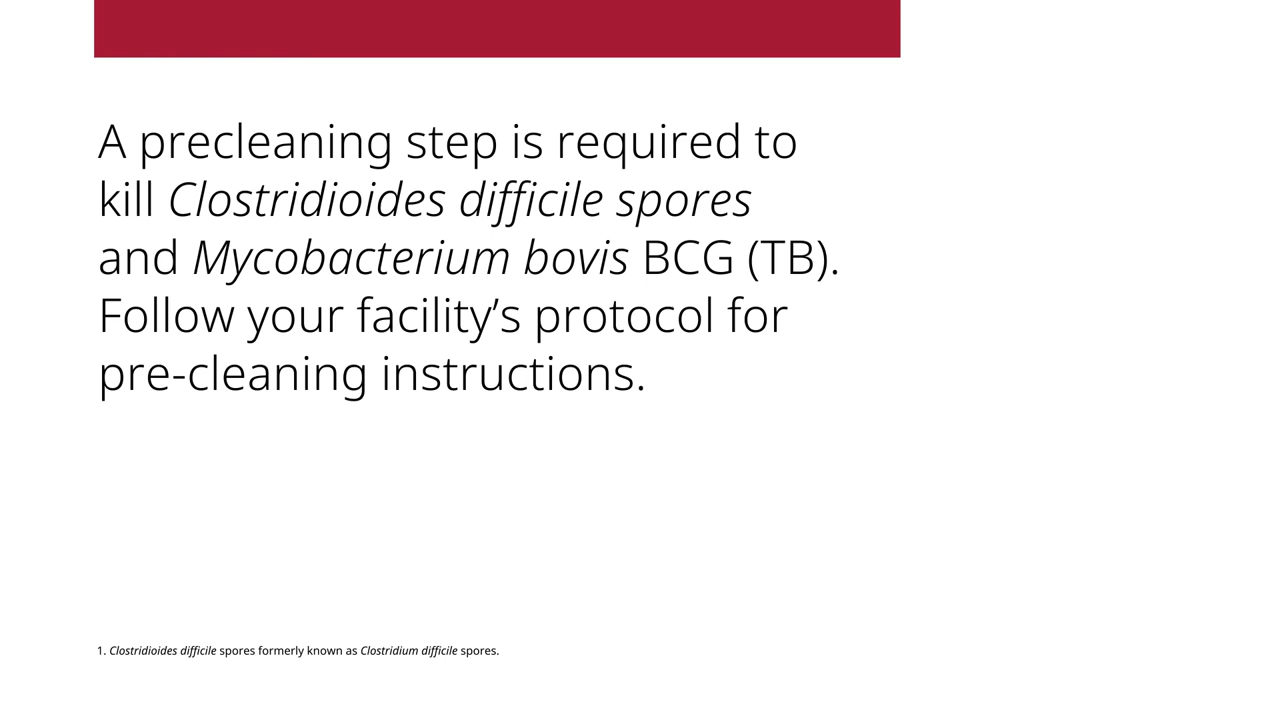 A precleaning step is required to
kill Clostridioides difficile spores
and Mycobacterium bovis BCG (TB).
Follow your facility’s protocol for
pre-cleaning instructions.
1. Clostridioides difficile spores formerly known as Clostridium difficile spores.